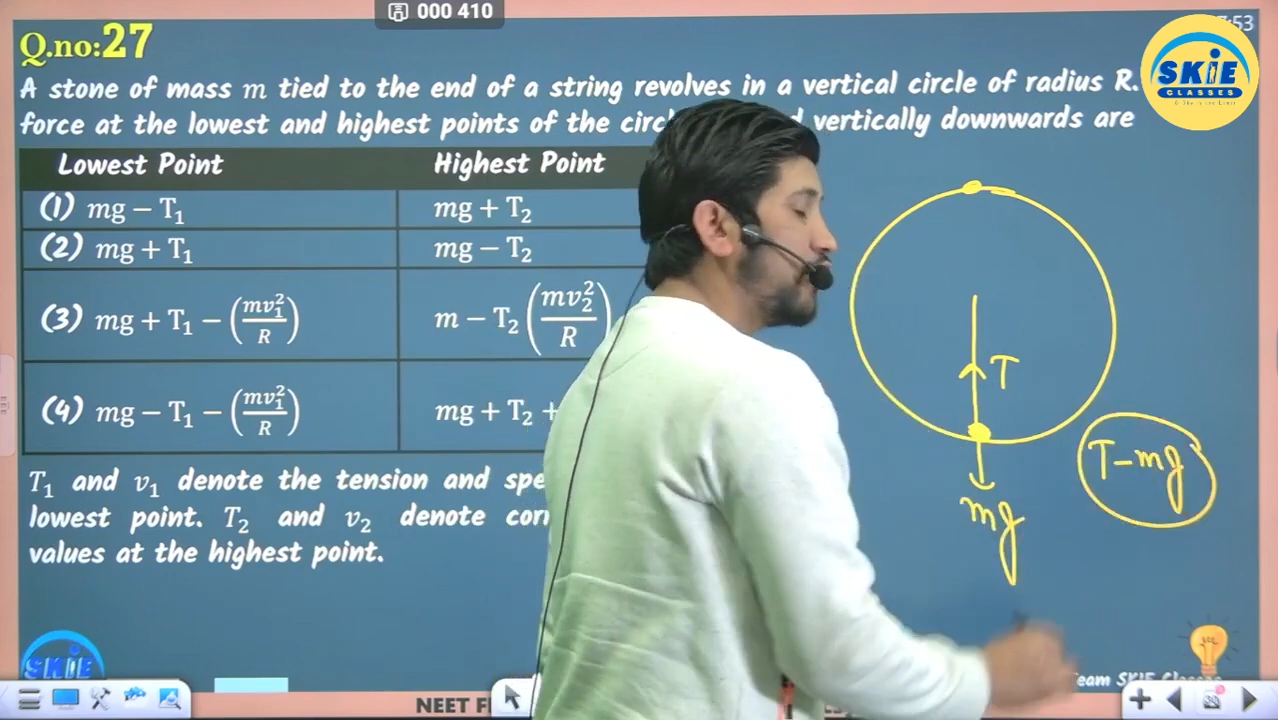 000 410
Q.no:27
:53
SKIE
CLASSES
A stone of mass m tied to the end of a string revolves in a vertical circle of radius R.
force at the lowest and highest points of the circ vertically downwards are
Lowest Point Highest Point
(1) mg − T₁ mg + T₂
(2) mg + T₁ mg − T₂
(3) mg + T₁ − (mv₁²/R) m − T₂ (mv₂²/R)
(4) mg − T₁ − (mv₁²/R) mg + T₂ +
T
T-mg
mg
T₁ and v₁ denote the tension and spe
lowest point. T₂ and v₂ denote cor
values at the highest point.
SKIE
eam SKIE
NEET F